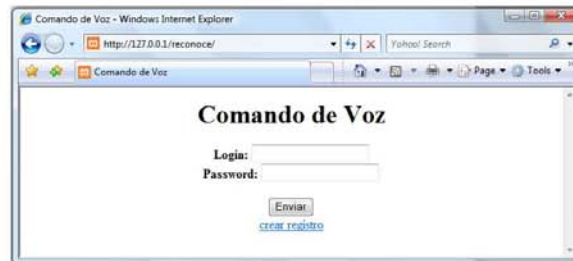 Comando de Voz - Windows Internet Explorer
http://127.0.0.1/reconoce/
Yahoo! Search
Comando de Voz
Page
Tools
Comando de Voz
Login:
Password:
Enviar
crear registro